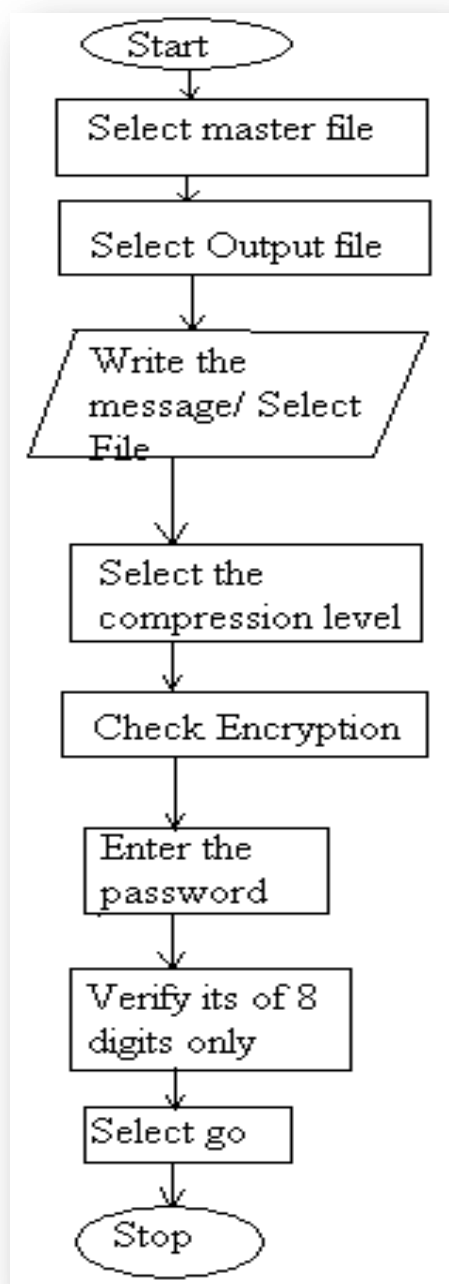 Start
Select master file
Select Output file
Write the
message/ Select
File
Select the
compression level
Check Encryption
Enter the
password
Verify its of 8
digits only
Select go
Stop